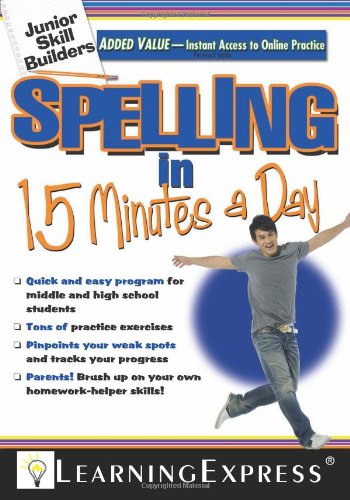 Junior
Skill
Builders
ADDED VALUE — Instant Access to Online Practice
SPELLING
in
15 Minutes a Day
Quick and easy program for
middle and high school
students
Tons of practice exercises
Pinpoints your weak spots
and tracks your progress
Parents! Brush up on your own
homework-helper skills!
LEARNINGEXPRESS®
Copyrighted Material